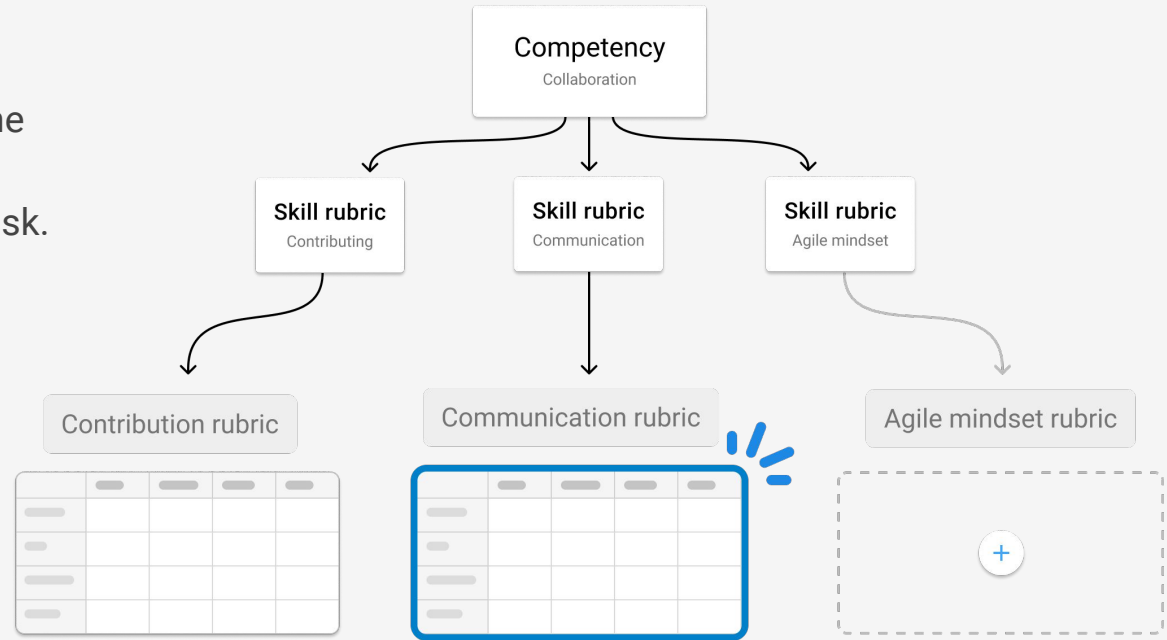 Competency
Collaboration
sk.
Skill rubric
Contributing
Skill rubric
Communication
Skill rubric
Agile mindset
Contribution rubric
Communication rubric
Agile mindset rubric